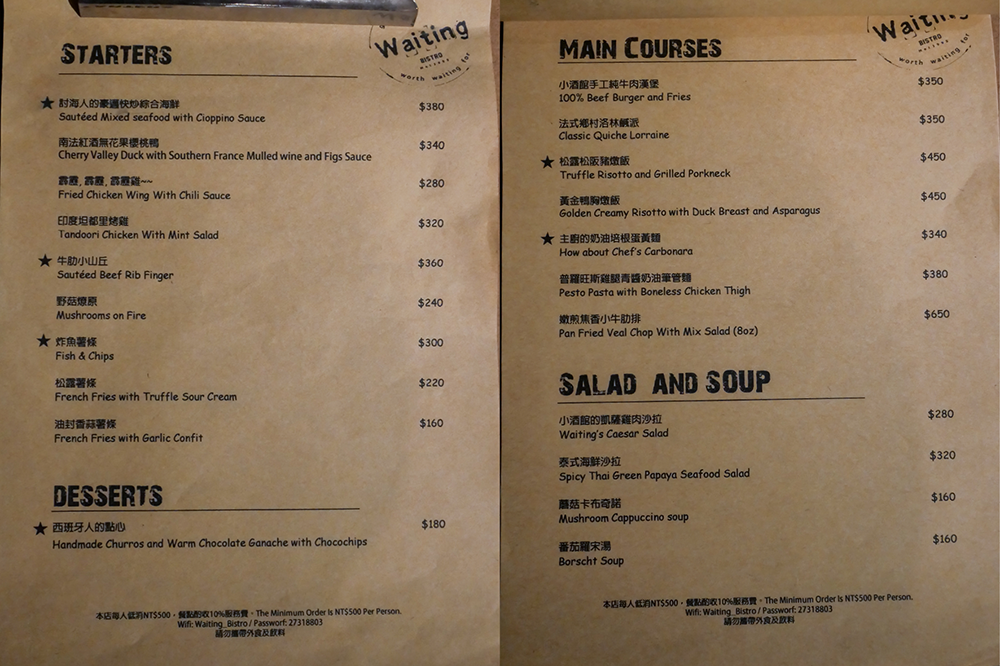 Waiting
BISTRO
worth waiting for
STARTERS
★ 討海人的豪邁快炒綜合海鮮 $380
Sautéed Mixed seafood with Cioppino Sauce
南法紅酒無花果櫻桃鴨 $340
Cherry Valley Duck with Southern France Mulled wine and Figs Sauce
霹靂, 霹靂, 霹靂雞~~ $280
Fried Chicken Wing With Chili Sauce
印度坦都里烤雞 $320
Tandoori Chicken With Mint Salad
★ 牛肋小山丘 $360
Sautéed Beef Rib Finger
野菇燎原 $240
Mushrooms on Fire
★ 炸魚薯條 $300
Fish & Chips
松露薯條 $220
French Fries with Truffle Sour Cream
油封香蒜薯條 $160
French Fries with Garlic Confit
DESSERTS
★ 西班牙人的點心 $180
Handmade Churros and Warm Chocolate Ganache with Chocochips
本店每人低消NT$500，餐點酌收10%服務費。The Minimum Order Is NT$500 Per Person.
Wifi: Waiting_Bistro / Passworf: 27318803
請勿攜帶外食及飲料
Waiting
BISTRO
worth waiting for
MAIN COURSES
小酒館手工純牛肉漢堡 $350
100% Beef Burger and Fries
法式鄉村洛林鹹派 $350
Classic Quiche Lorraine
★ 松露松阪豬燉飯 $450
Truffle Risotto and Grilled Porkneck
黃金鴨胸燉飯 $450
Golden Creamy Risotto with Duck Breast and Asparagus
★ 主廚的奶油培根蛋黃麵 $340
How about Chef's Carbonara
普羅旺斯雞腿青醬奶油筆管麵 $380
Pesto Pasta with Boneless Chicken Thigh
嫩煎焦香小牛肋排 $650
Pan Fried Veal Chop With Mix Salad (8oz)
SALAD AND SOUP
小酒館的凱薩雞肉沙拉 $280
Waiting's Caesar Salad
泰式海鮮沙拉 $320
Spicy Thai Green Papaya Seafood Salad
蘑菇卡布奇諾 $160
Mushroom Cappuccino soup
番茄羅宋湯 $160
Borscht Soup
本店每人低消NT$500，餐點酌收10%服務費。The Minimum Order Is NT$500 Per Person.
Wifi: Waiting_Bistro / Passworf: 27318803
請勿攜帶外食及飲料